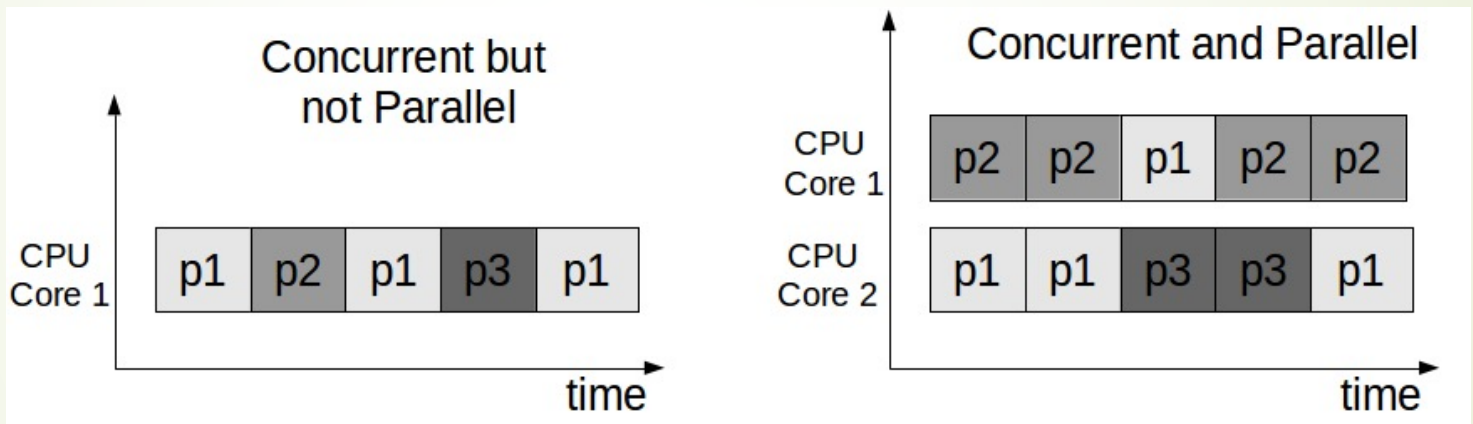 Concurrent but
not Parallel
CPU
Core 1
p1 p2 p1 p3 p1
time
Concurrent and Parallel
CPU
Core 1
p2 p2 p1 p2 p2
CPU
Core 2
p1 p1 p3 p3 p1
time